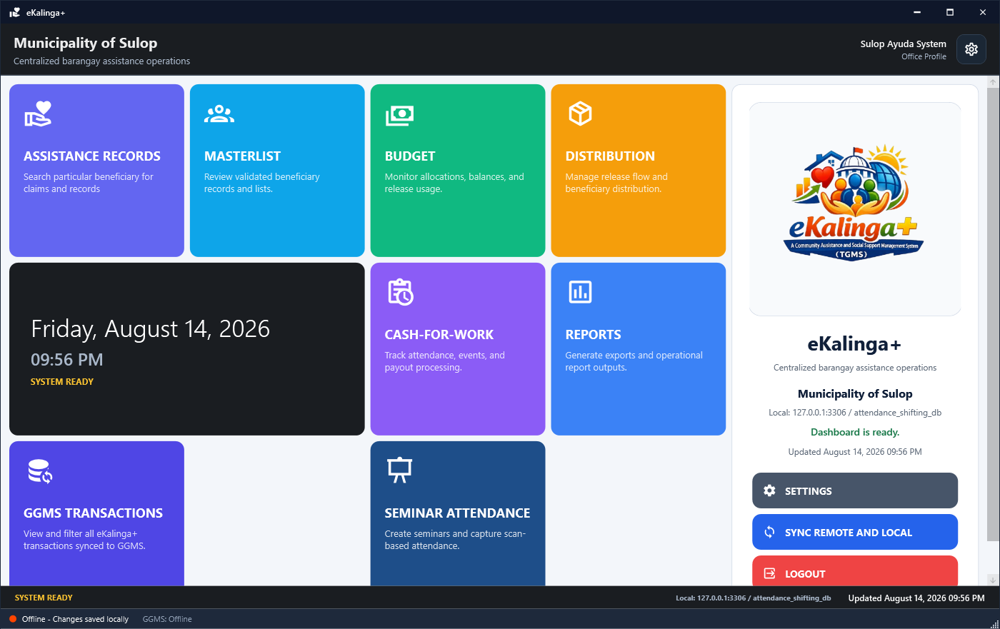 eKalinga+
Municipality of Sulop
Centralized barangay assistance operations
Sulop Ayuda System
Office Profile
ASSISTANCE RECORDS
Search particular beneficiary for
claims and records
MASTERLIST
Review validated beneficiary
records and lists.
BUDGET
Monitor allocations, balances, and
release usage.
DISTRIBUTION
Manage release flow and
beneficiary distribution.
Friday, August 14, 2026
09:56 PM
SYSTEM READY
CASH-FOR-WORK
Track attendance, events, and
payout processing.
REPORTS
Generate exports and operational
report outputs.
GGMS TRANSACTIONS
View and filter all eKalinga+
transactions synced to GGMS.
SEMINAR ATTENDANCE
Create seminars and capture scan-
based attendance.
eKalinga+
A Community Assistance and Social Support Management System
(TGMS)
eKalinga+
Centralized barangay assistance operations
Municipality of Sulop
Local: 127.0.0.1:3306 / attendance_shifting_db
Dashboard is ready.
Updated August 14, 2026 09:56 PM
SETTINGS
SYNC REMOTE AND LOCAL
LOGOUT
SYSTEM READY
Local: 127.0.0.1:3306 / attendance_shifting_db
Updated August 14, 2026 09:56 PM
Offline - Changes saved locally
GGMS: Offline